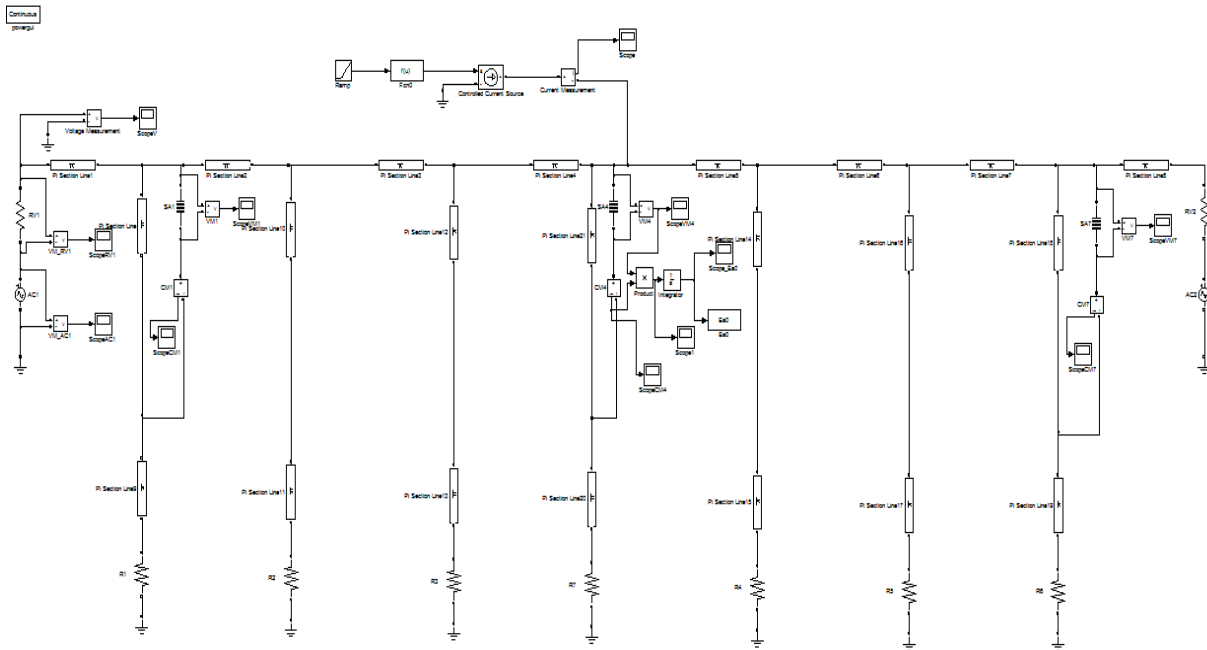 Continuous
powergui
Scope
Ramp
f(u)
Fcn0
Controlled Current Source
Current Measurement
Voltage Measurement
ScopeV
Pi Section Line1
Pi Section Line2
Pi Section Line3
Pi Section Line4
Pi Section Line5
Pi Section Line6
Pi Section Line7
Pi Section Line8
RV1
VM_RV1
ScopeRV1
AC1
VM_AC1
ScopeAC1
Pi Section Line
SA1
VM1
ScopeVM1
CM1
ScopeCM1
Pi Section Line10
Pi Section Line12
Pi Section Line21
SA4
VM4
ScopeVM4
CM4
Product
Integrator
Scope_Ea0
Ea0
Ea0
Scope1
ScopeCM4
Pi Section Line14
Pi Section Line16
Pi Section Line18
SA7
VM7
ScopeVM7
CM7
ScopeCM7
RV2
AC2
Pi Section Line9
Pi Section Line11
Pi Section Line13
Pi Section Line20
Pi Section Line15
Pi Section Line17
Pi Section Line19
R1
R2
R3
R7
R4
R5
R6